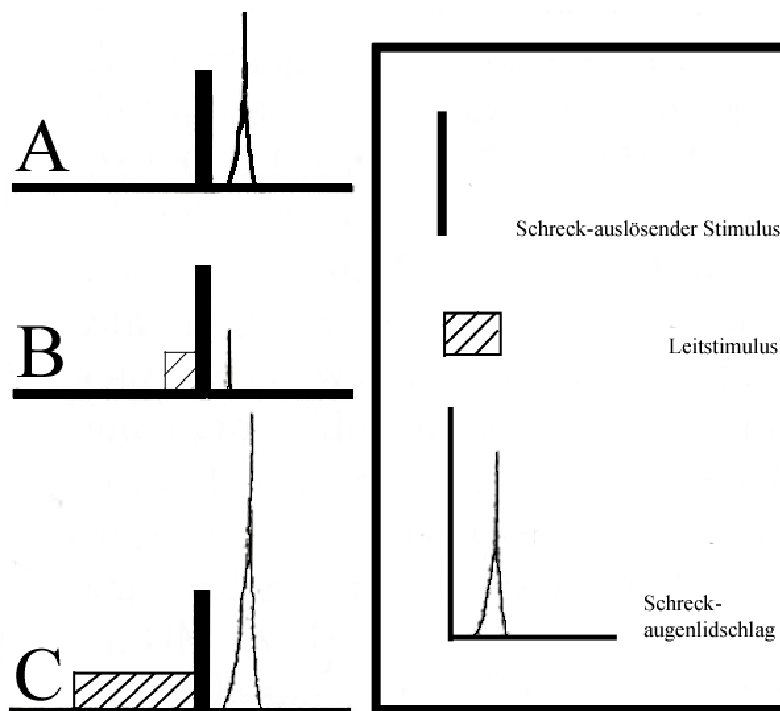 A
B
C
Schreck-auslösender Stimulus
Leitstimulus
Schreck-
augenlidschlag